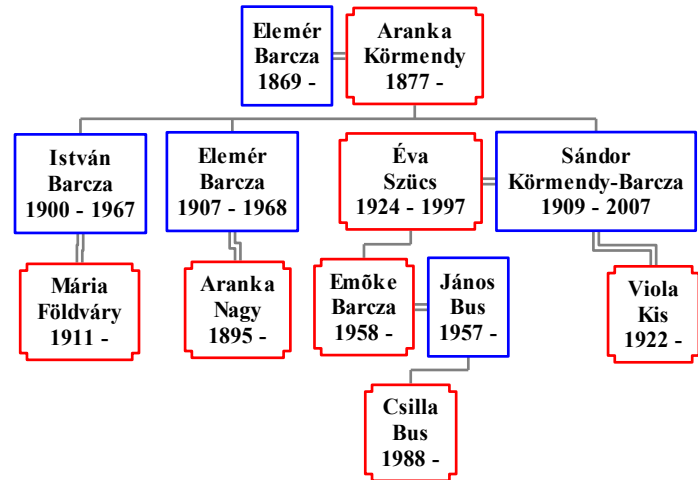 Elemér
Barcza
1869 -
Aranka
Körmendy
1877 -
István
Barcza
1900 - 1967
Elemér
Barcza
1907 - 1968
Éva
Szücs
1924 - 1997
Sándor
Körmendy-Barcza
1909 - 2007
Mária
Földváry
1911 -
Aranka
Nagy
1895 -
Emõke
Barcza
1958 -
János
Bus
1957 -
Viola
Kis
1922 -
Csilla
Bus
1988 -